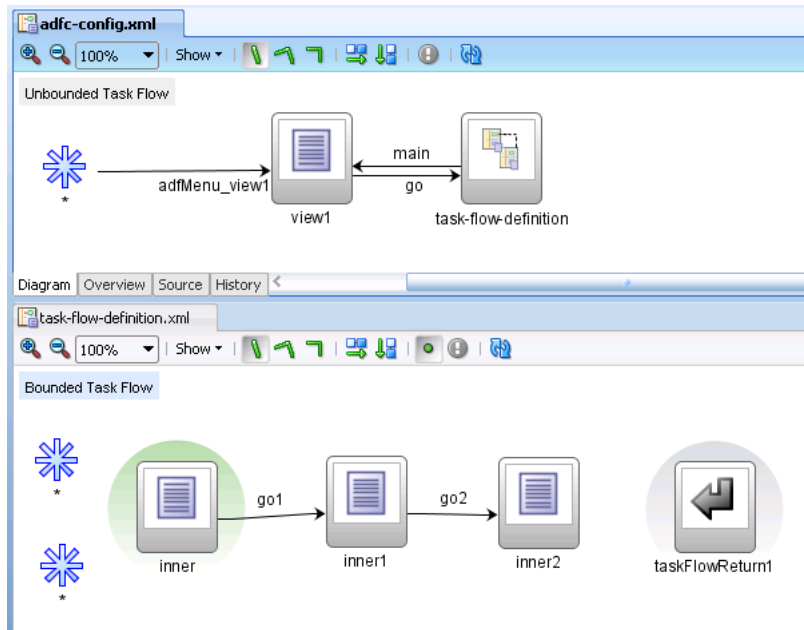 adfc-config.xml
100% Show
Unbounded Task Flow
*
adfMenu_view1
view1
main
go
task-flow-definition
Diagram Overview Source History
task-flow-definition.xml
100% Show
Bounded Task Flow
*
*
inner
go1
inner1
go2
inner2
taskFlowReturn1